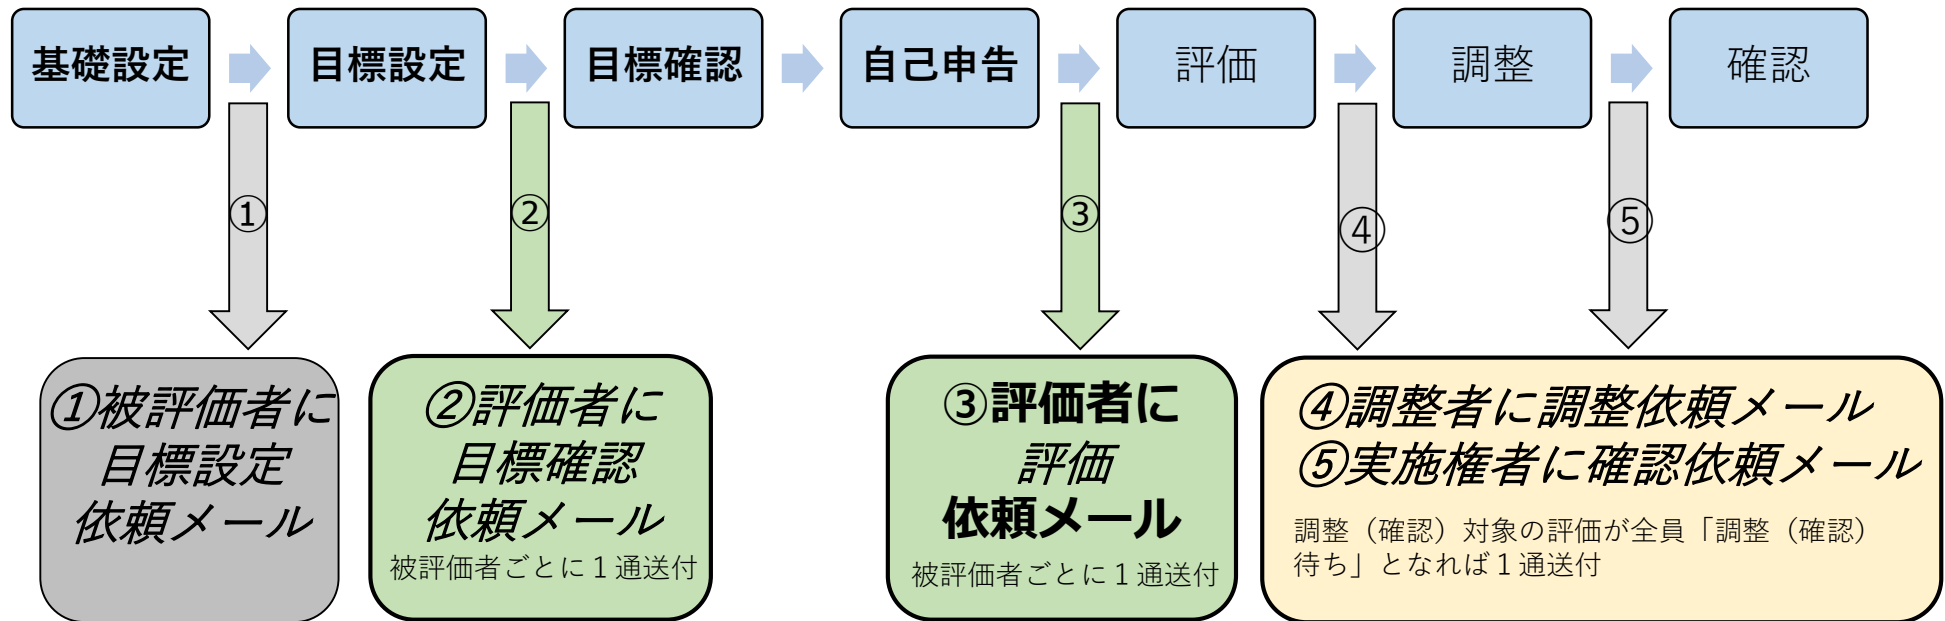 基礎設定
目標設定
目標確認
自己申告
評価
調整
確認
①
②
③
④
⑤
①被評価者に
目標設定
依頼メール
②評価者に
目標確認
依頼メール
被評価者ごとに１通送付
③評価者に
評価
依頼メール
被評価者ごとに１通送付
④調整者に調整依頼メール
⑤実施権者に確認依頼メール
調整（確認）対象の評価が全員「調整（確認）
待ち」となれば１通送付